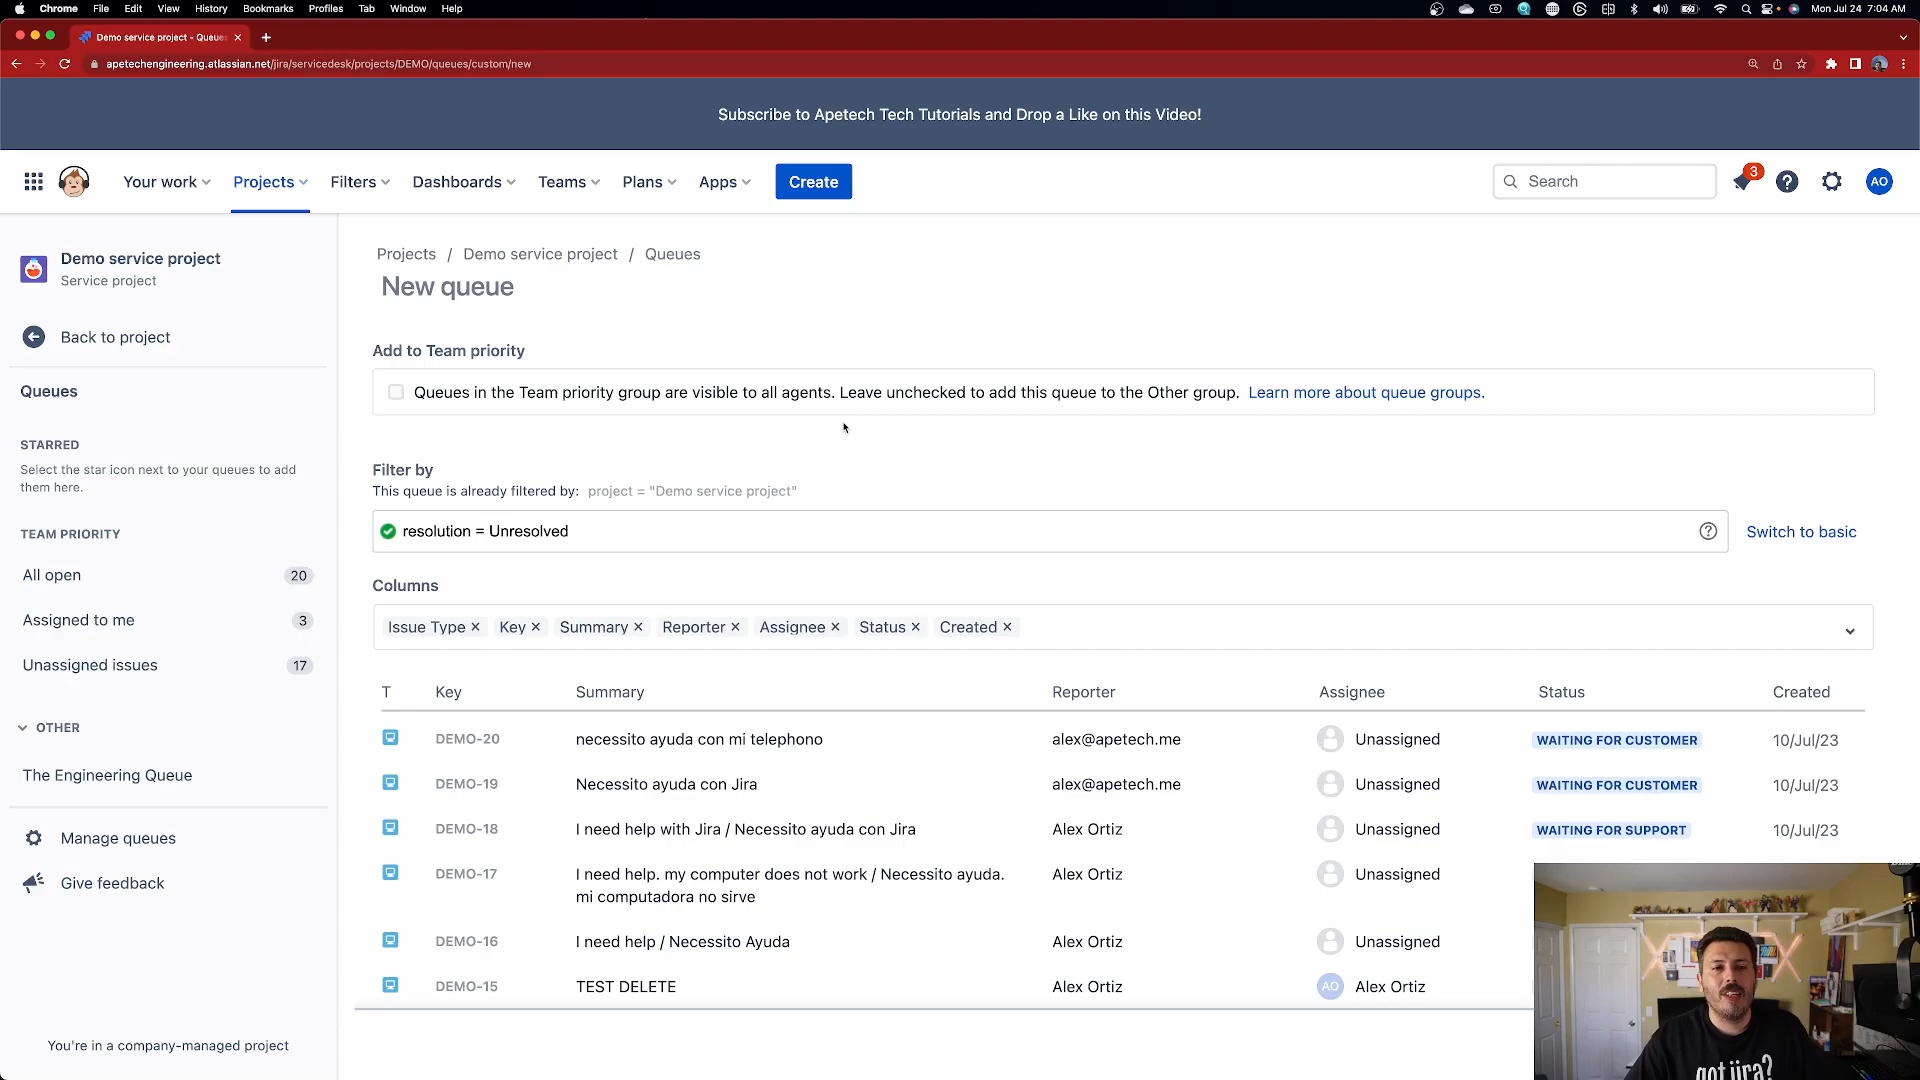 Chrome File Edit View History Bookmarks Profiles Tab Window Help Mon Jul 24 7:04 AM
Demo service project - Queue
apetechengineering.atlassian.net/jira/servicedesk/projects/DEMO/queues/custom/new
Subscribe to Apetech Tech Tutorials and Drop a Like on this Video!
Your work Projects Filters Dashboards Teams Plans Apps Create Search 3 AO
Demo service project
Service project
Back to project
Queues
STARRED
Select the star icon next to your queues to add
them here.
TEAM PRIORITY
All open 20
Assigned to me 3
Unassigned issues 17
OTHER
The Engineering Queue
Manage queues
Give feedback
You're in a company-managed project
Projects / Demo service project / Queues
New queue
Add to Team priority
Queues in the Team priority group are visible to all agents. Leave unchecked to add this queue to the Other group. Learn more about queue groups.
Filter by
This queue is already filtered by: project = "Demo service project"
resolution = Unresolved Switch to basic
Columns
Issue Type Key Summary Reporter Assignee Status Created
T Key Summary Reporter Assignee Status Created
DEMO-20 necessito ayuda con mi telephono alex@apetech.me Unassigned WAITING FOR CUSTOMER 10/Jul/23
DEMO-19 Necessito ayuda con Jira alex@apetech.me Unassigned WAITING FOR CUSTOMER 10/Jul/23
DEMO-18 I need help with Jira / Necessito ayuda con Jira Alex Ortiz Unassigned WAITING FOR SUPPORT 10/Jul/23
DEMO-17 I need help. my computer does not work / Necessito ayuda. Alex Ortiz Unassigned
mi computadora no sirve
DEMO-16 I need help / Necessito Ayuda Alex Ortiz Unassigned
DEMO-15 TEST DELETE Alex Ortiz AO Alex Ortiz
got jira?